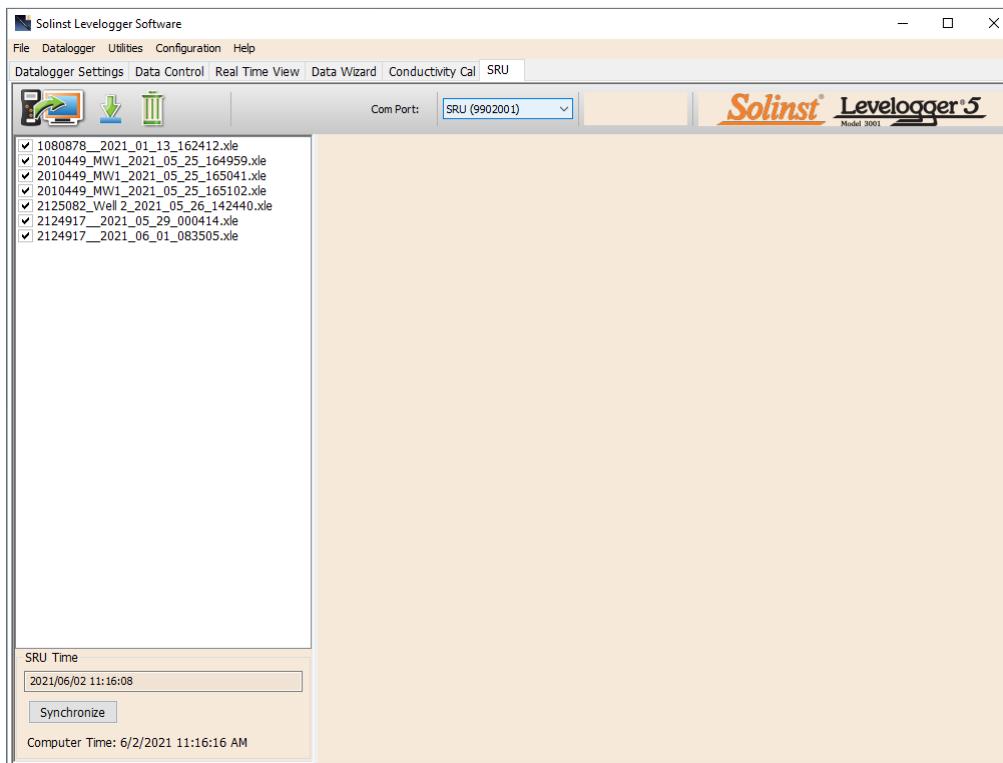 Solinst Levelogger Software
File Datalogger Utilities Configuration Help
Datalogger Settings Data Control Real Time View Data Wizard Conductivity Cal SRU
Com Port: SRU (9902001) Solinst® Levelogger® 5
Model 3001
1080878__2021_01_13_162412.xle
2010449_MW1_2021_05_25_164959.xle
2010449_MW1_2021_05_25_165041.xle
2010449_MW1_2021_05_25_165102.xle
2125082_Well 2_2021_05_26_142440.xle
2124917__2021_05_29_000414.xle
2124917__2021_06_01_083505.xle
SRU Time
2021/06/02 11:16:08
Synchronize
Computer Time: 6/2/2021 11:16:16 AM